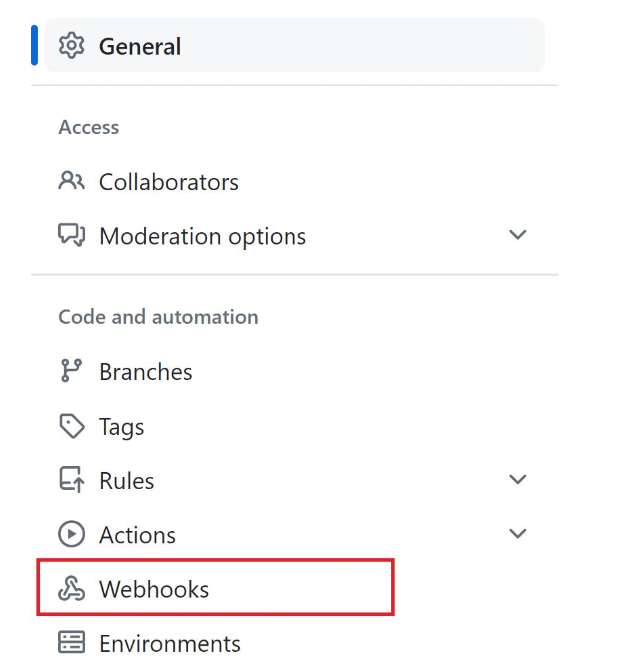 General
Access
Collaborators
Moderation options
Code and automation
Branches
Tags
Rules
Actions
Webhooks
Environments